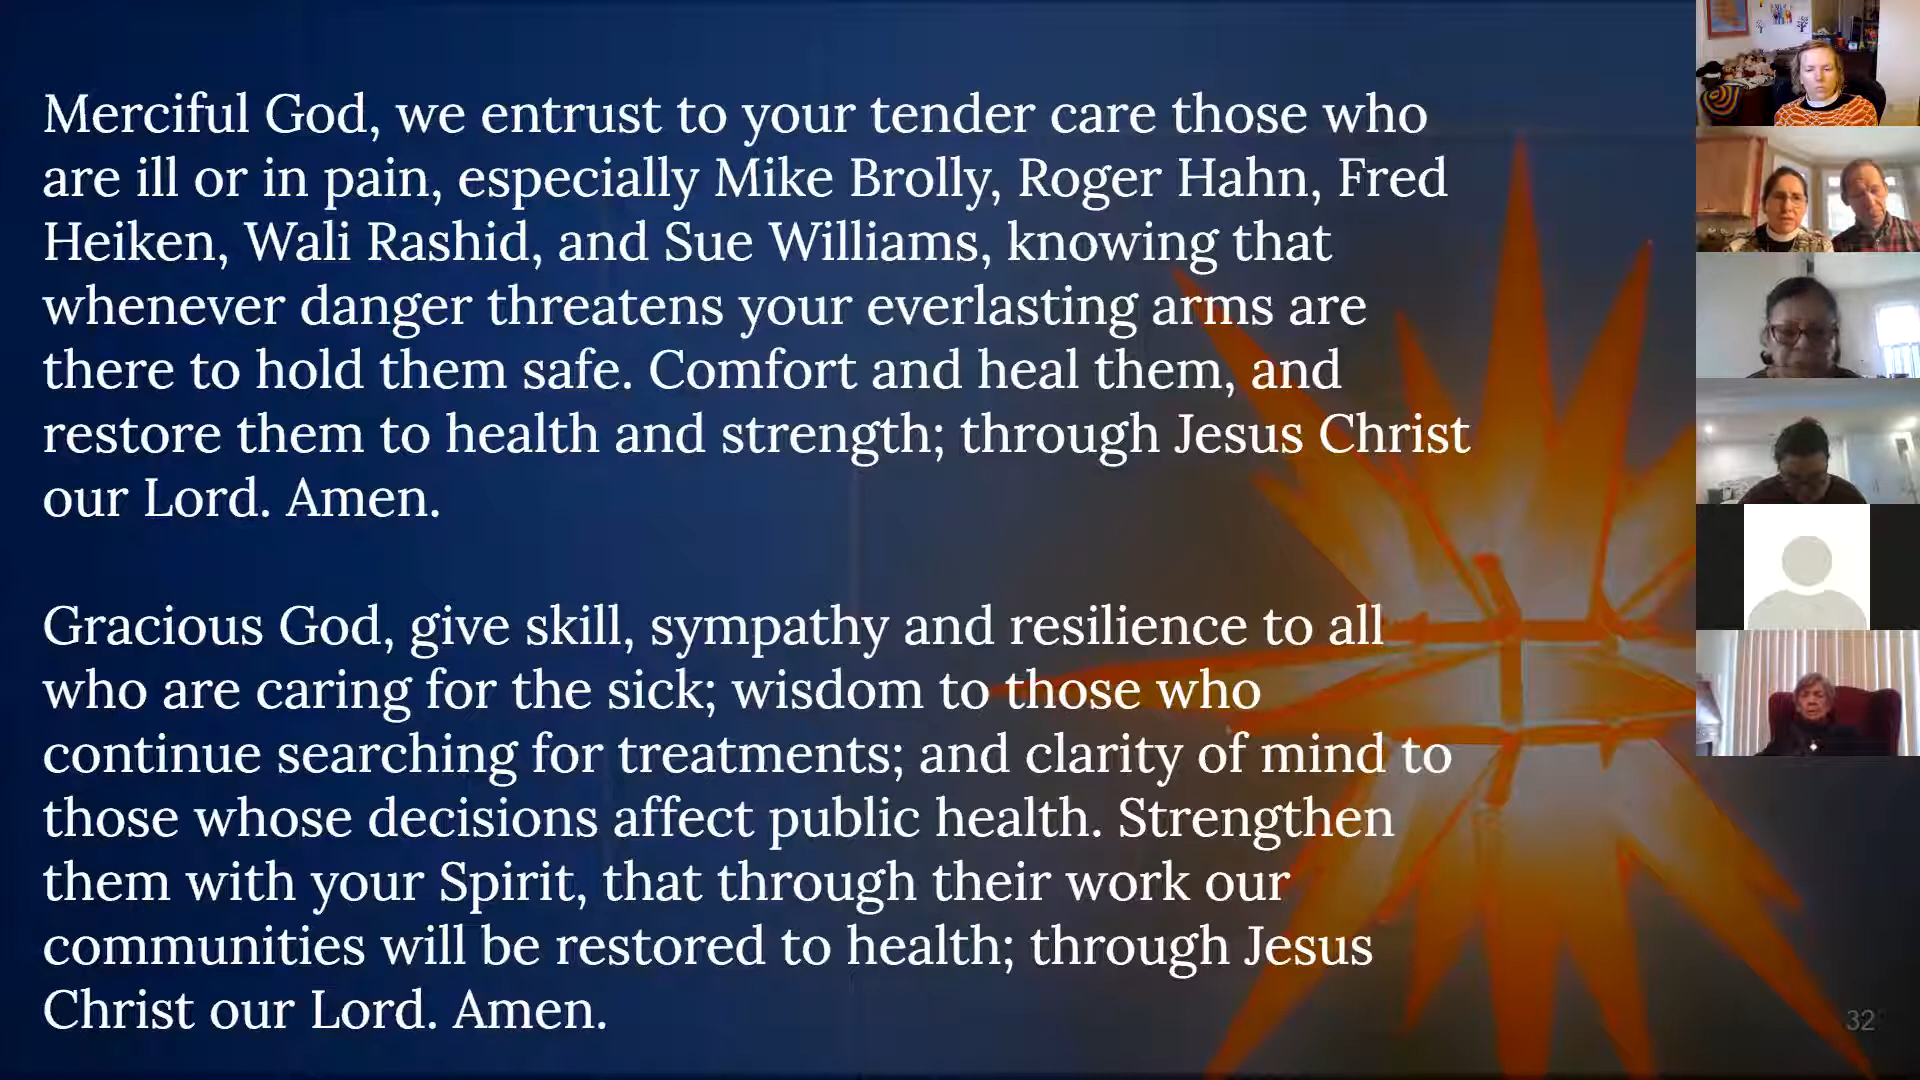 Merciful God, we entrust to your tender care those who
are ill or in pain, especially Mike Brolly, Roger Hahn, Fred
Heiken, Wali Rashid, and Sue Williams, knowing that
whenever danger threatens your everlasting arms are
there to hold them safe. Comfort and heal them, and
restore them to health and strength; through Jesus Christ
our Lord. Amen.
Gracious God, give skill, sympathy and resilience to all
who are caring for the sick; wisdom to those who
continue searching for treatments; and clarity of mind to
those whose decisions affect public health. Strengthen
them with your Spirit, that through their work our
communities will be restored to health; through Jesus
Christ our Lord. Amen.
32